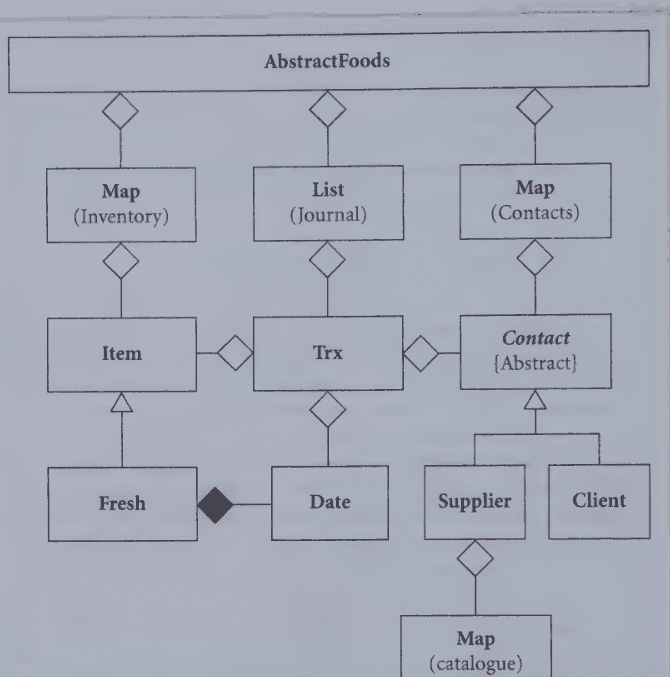 AbstractFoods
Map
(Inventory)
List
(Journal)
Map
(Contacts)
Item
Trx
Contact
{Abstract}
Fresh
Date
Supplier
Client
Map
(catalogue)